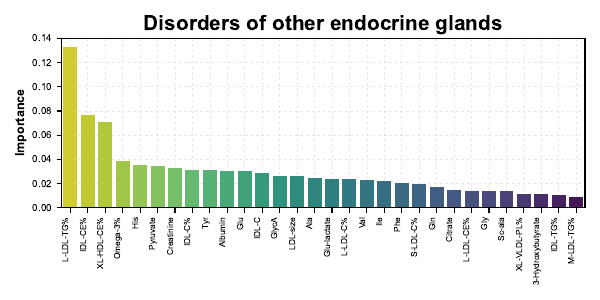 Disorders of other endocrine glands
Importance
0.14
0.12
0.10
0.08
0.06
0.04
0.02
0.00
L-LDL-TG%
IDL-CE%
XL-HDL-CE%
Omega-3%
His
Pyruvate
Creatinine
IDL-C%
Tyr
Albumin
Glu
IDL-C
GlycA
LDL-size
Ala
Glu-lactate
L-LDL-C%
Val
Ile
Phe
S-LDL-C%
Gln
Citrate
L-LDL-CE%
Gly
Sc-ala
XL-VLDL-PL%
3-Hydroxybutyrate
IDL-TG%
M-LDL-TG%